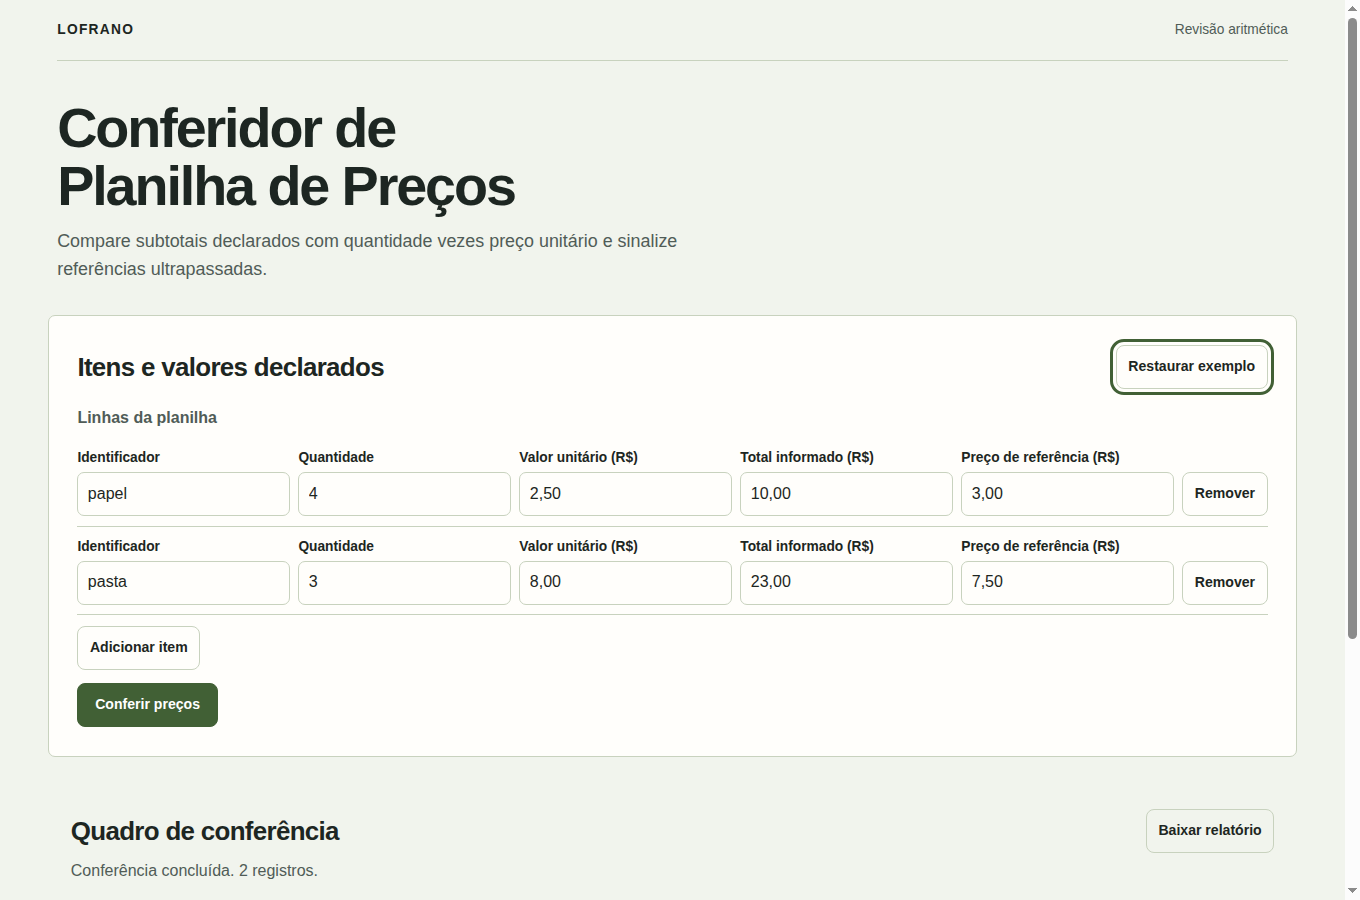 LOFRANO
Revisão aritmética
Conferidor de
Planilha de Preços
Compare subtotais declarados com quantidade vezes preço unitário e sinalize
referências ultrapassadas.
Itens e valores declarados
Restaurar exemplo
Linhas da planilha
Identificador Quantidade Valor unitário (R$) Total informado (R$) Preço de referência (R$)
papel 4 2,50 10,00 3,00 Remover
Identificador Quantidade Valor unitário (R$) Total informado (R$) Preço de referência (R$)
pasta 3 8,00 23,00 7,50 Remover
Adicionar item
Conferir preços
Quadro de conferência
Baixar relatório
Conferência concluída. 2 registros.